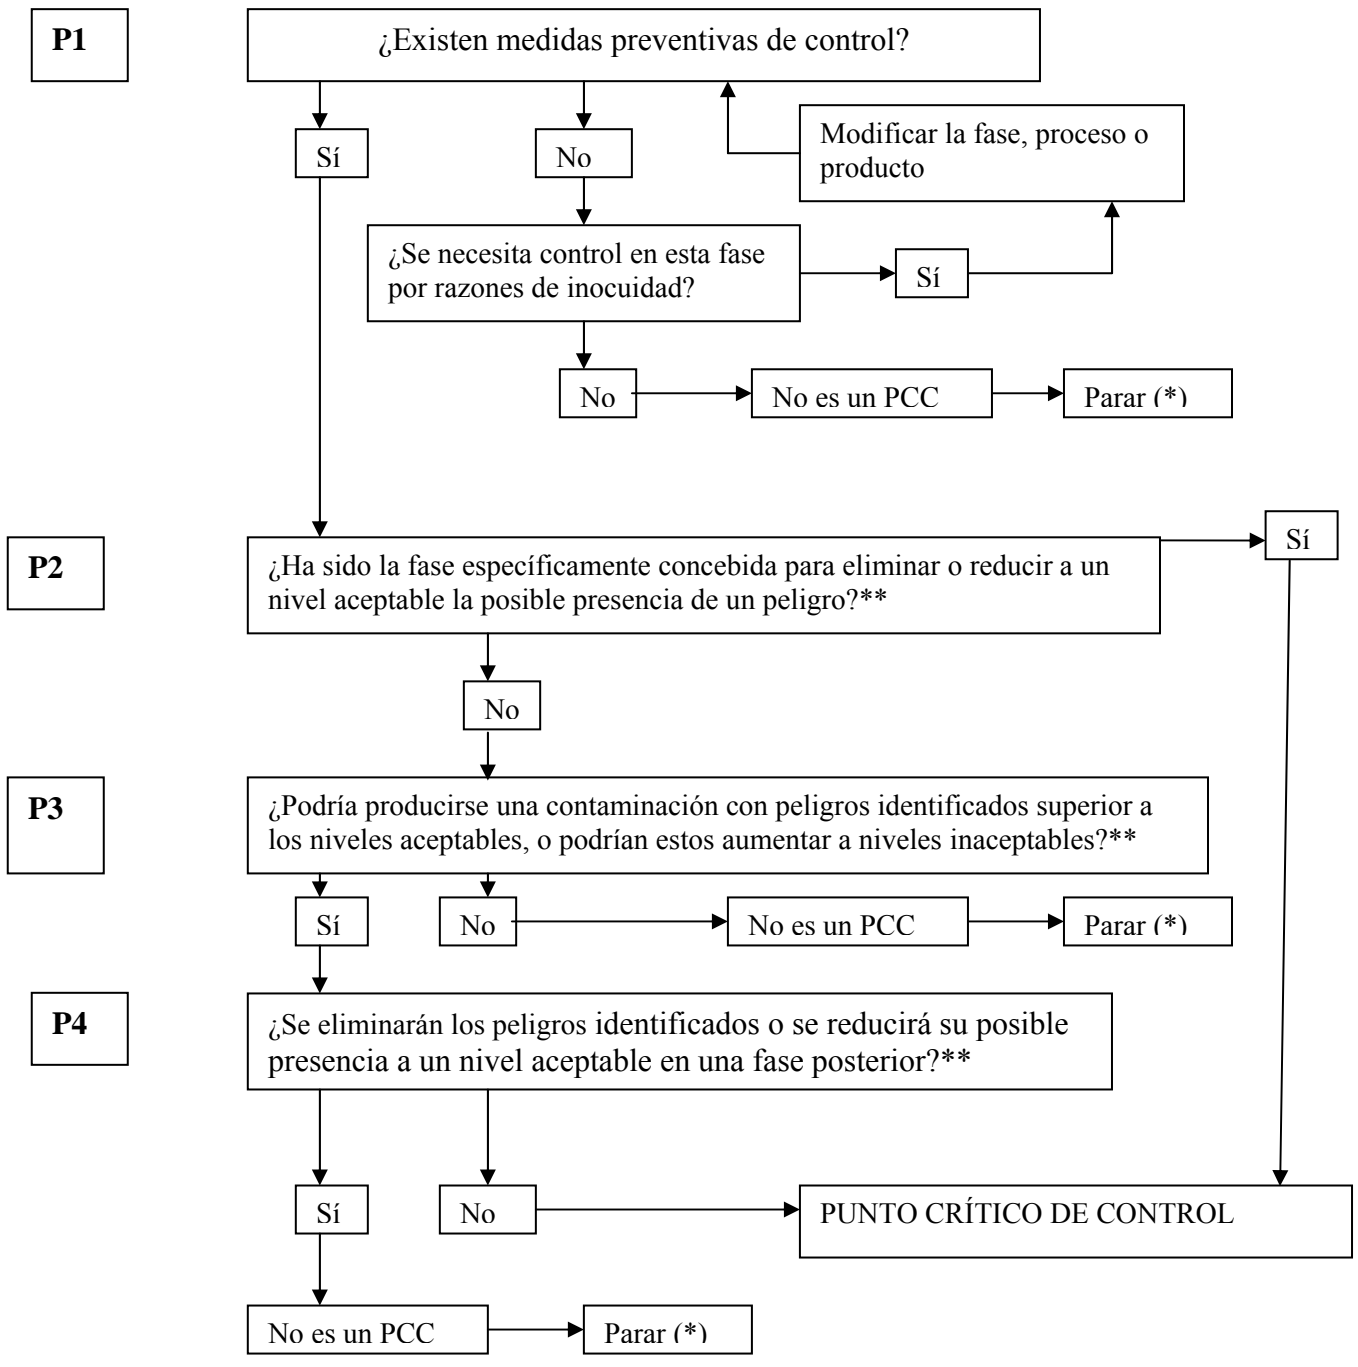 P1
¿Existen medidas preventivas de control?
Sí
No
Modificar la fase, proceso o
producto
¿Se necesita control en esta fase
por razones de inocuidad?
Sí
No
No es un PCC
Parar (*)
P2
¿Ha sido la fase específicamente concebida para eliminar o reducir a un
nivel aceptable la posible presencia de un peligro?**
Sí
No
P3
¿Podría producirse una contaminación con peligros identificados superior a
los niveles aceptables, o podrían estos aumentar a niveles inaceptables?**
Sí
No
No es un PCC
Parar (*)
P4
¿Se eliminarán los peligros identificados o se reducirá su posible
presencia a un nivel aceptable en una fase posterior?**
Sí
No
PUNTO CRÍTICO DE CONTROL
No es un PCC
Parar (*)